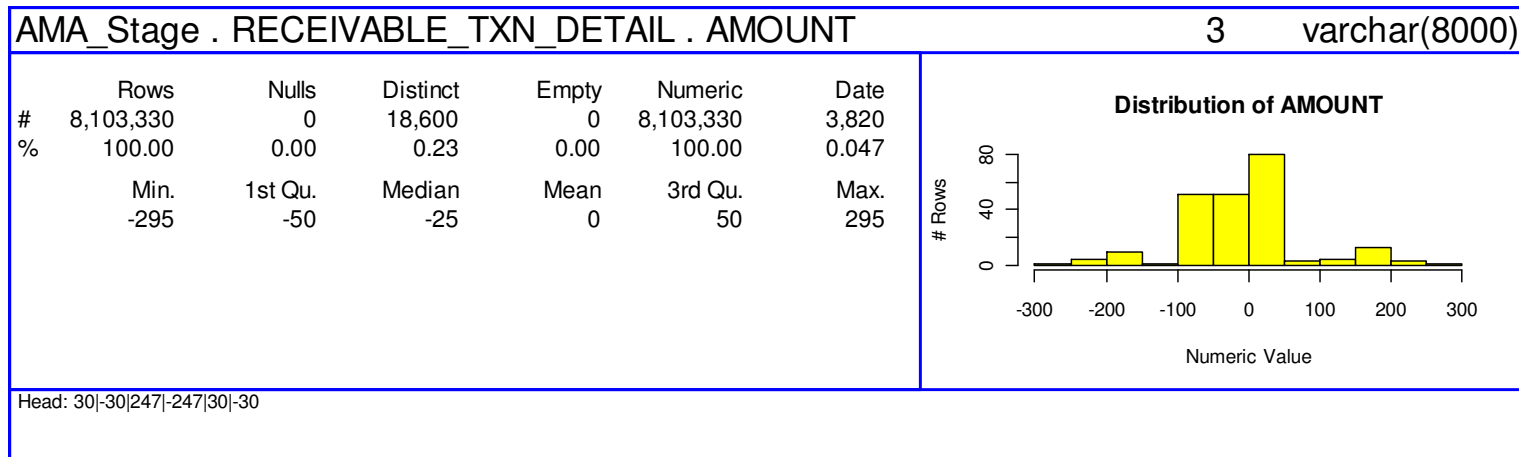 AMA_Stage . RECEIVABLE_TXN_DETAIL . AMOUNT 3 varchar(8000)
Rows Nulls Distinct Empty Numeric Date
# 8,103,330 0 18,600 0 8,103,330 3,820
% 100.00 0.00 0.23 0.00 100.00 0.047
Min. 1st Qu. Median Mean 3rd Qu. Max.
-295 -50 -25 0 50 295
Distribution of AMOUNT
# Rows
80
40
0
-300 -200 -100 0 100 200 300
Numeric Value
Head: 30|-30|247|-247|30|-30